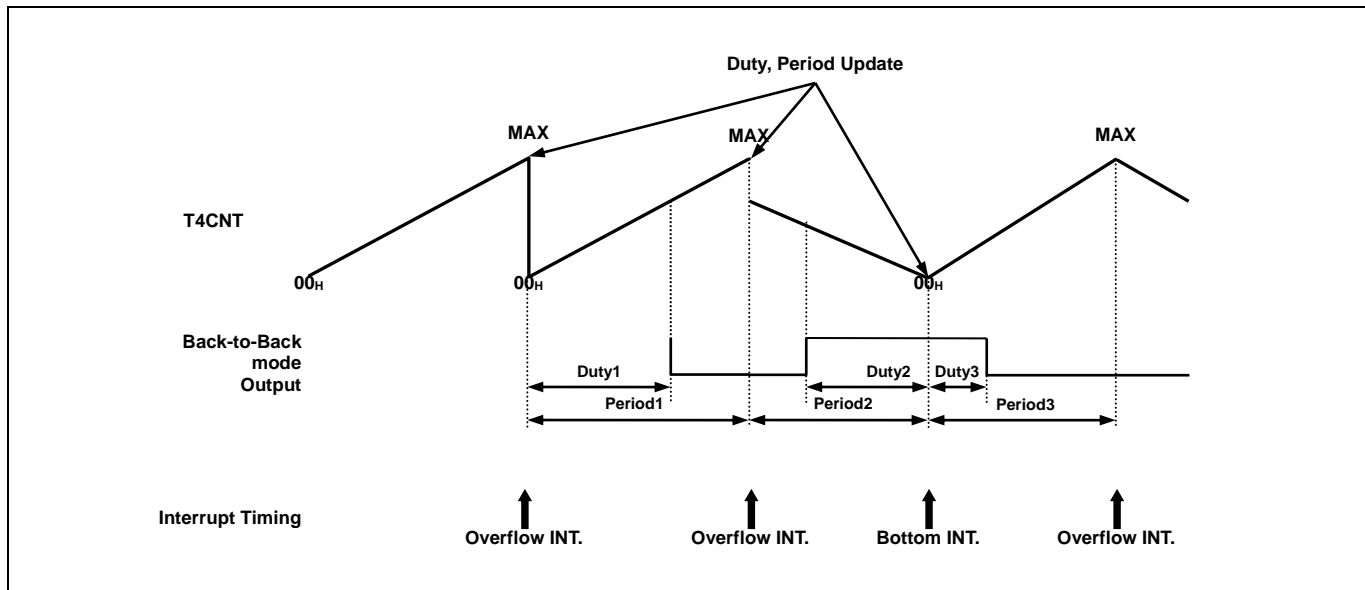 Duty, Period Update
MAX
MAX
MAX
T4CNT
00H
00H
00H
Back-to-Back
mode
Output
Duty1
Duty2
Duty3
Period1
Period2
Period3
Interrupt Timing
Overflow INT.
Overflow INT.
Bottom INT.
Overflow INT.